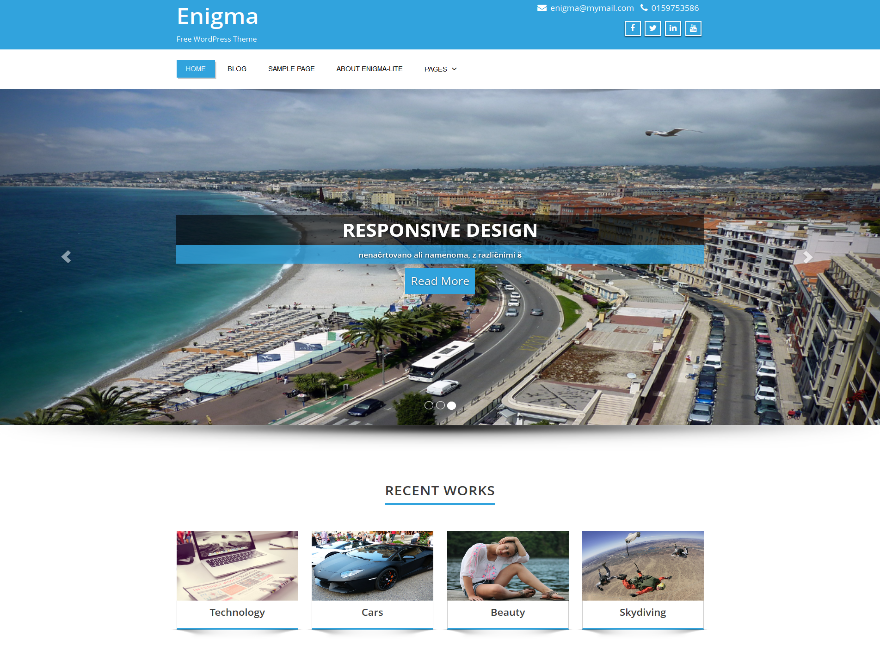 Enigma
Free WordPress Theme
enigma@mymail.com 0159753586
HOME BLOG SAMPLE PAGE ABOUT ENIGMA-LITE PAGES
RESPONSIVE DESIGN
nenačrtovano ali namenoma, z različnimi š
Read More
RECENT WORKS
Technology Cars Beauty Skydiving